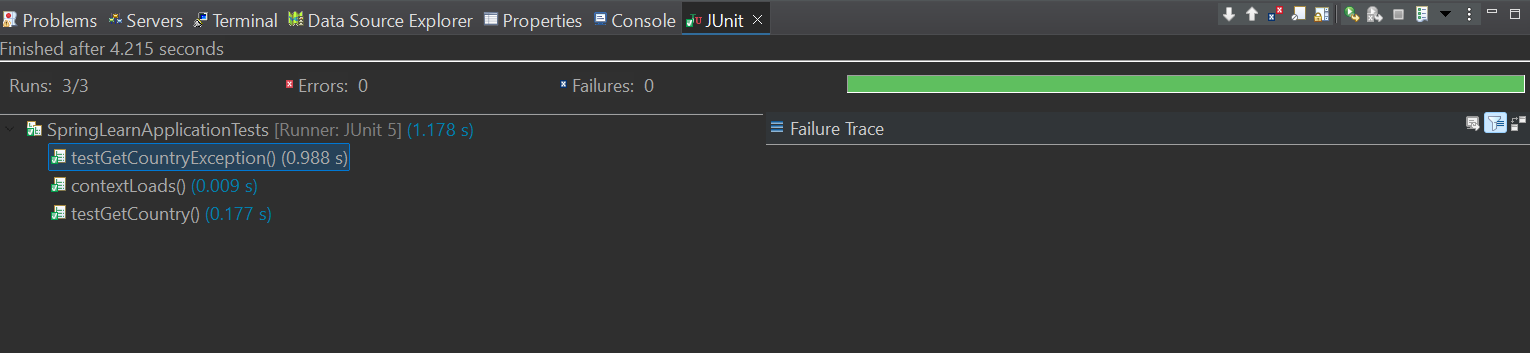 Problems Servers Terminal Data Source Explorer Properties Console JUnit
Finished after 4.215 seconds
Runs: 3/3 Errors: 0 Failures: 0
SpringLearnApplicationTests [Runner: JUnit 5] (1.178 s)
Failure Trace
testGetCountryException() (0.988 s)
contextLoads() (0.009 s)
testGetCountry() (0.177 s)